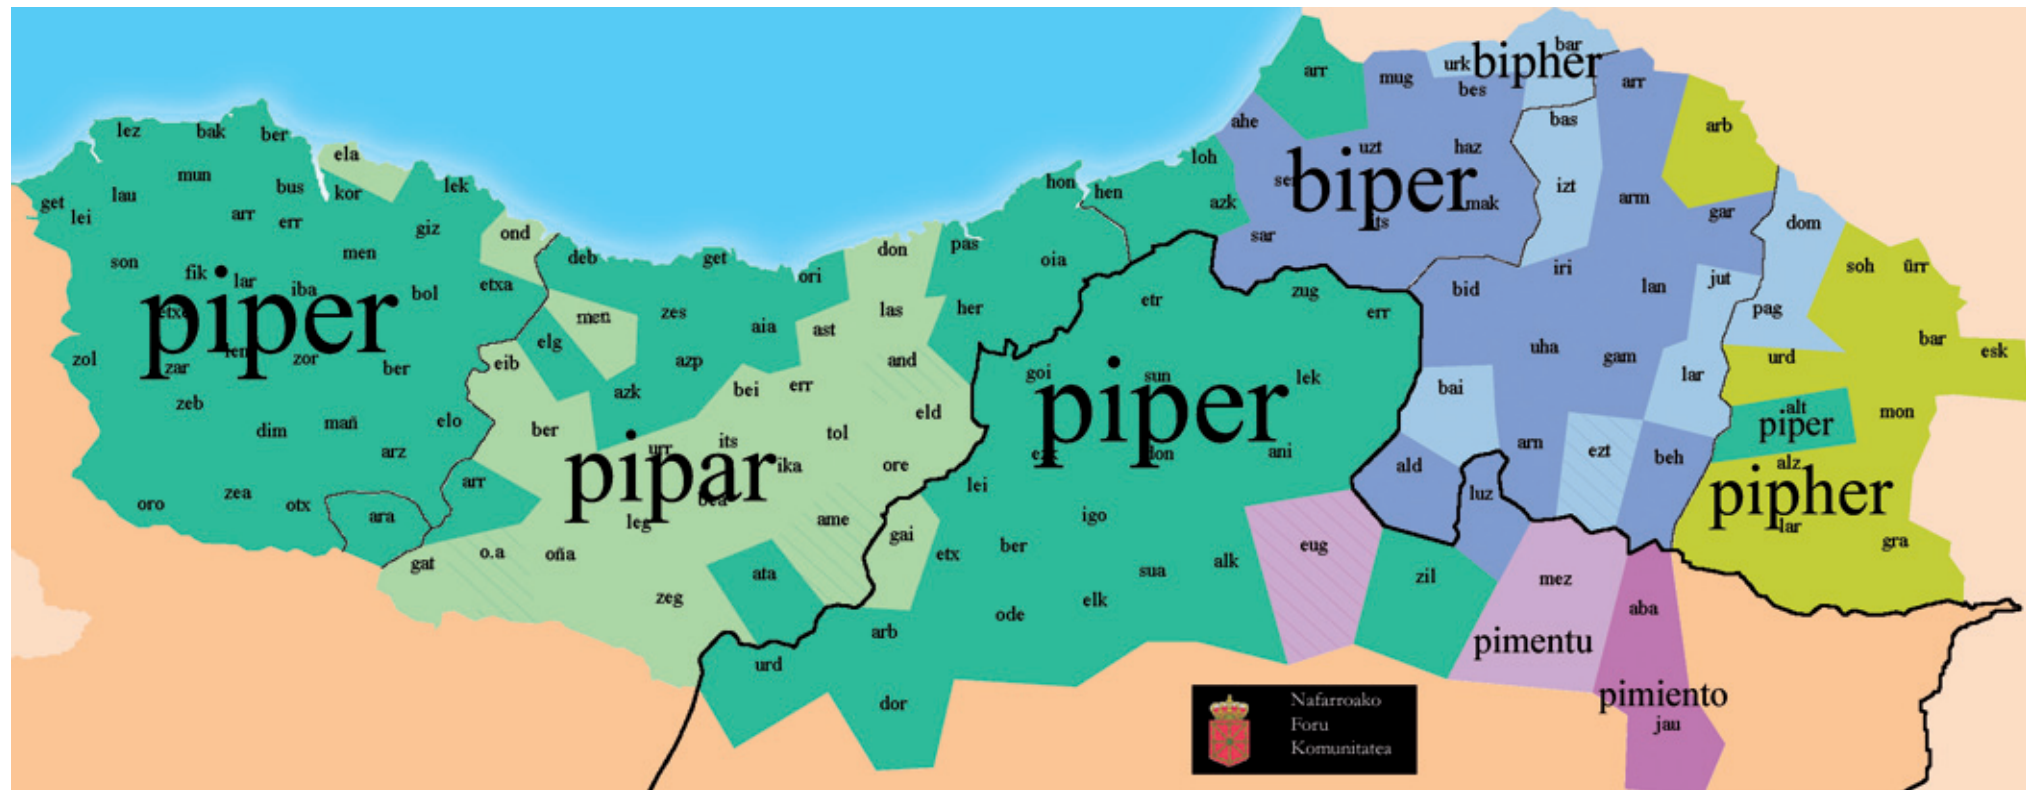 bar
urk
bipher
arr
mug
bes
arr
lez
bak
ber
ahe
bas
arb
ela
uzt
haz
loh
mun
biper
lau
bus
kor
lek
hon
hen
izt
get
lei
arr
err
azk
its
mak
arm
gar
giz
ond
sar
dom
son
men
deb
get
don
pas
oia
fik
lar
iba
bol
etxa
ori
etr
zug
err
bid
iri
lan
jut
soh
ürr
piper
men
zes
las
her
pag
zol
zar
zor
ber
elg
aia
ast
uha
gam
bar
esk
eib
azp
and
goi
sun
lek
lar
urd
zeb
azk
bei
err
eld
piper
bai
alt
mon
piper
dim
mañ
elo
ber
urr
its
tol
don
ani
arn
ezt
beh
arz
pipar
ika
ore
ald
alz
arr
bea
lei
luz
pipher
oro
zea
otx
ara
leg
ame
igo
lar
gat
o.a
oña
gai
etx
ber
eug
gra
zeg
ata
sua
alk
zil
mez
ode
elk
aba
arb
pimentu
urd
dor
pimiento
jau
Nafarroako
Foru
Komunitatea